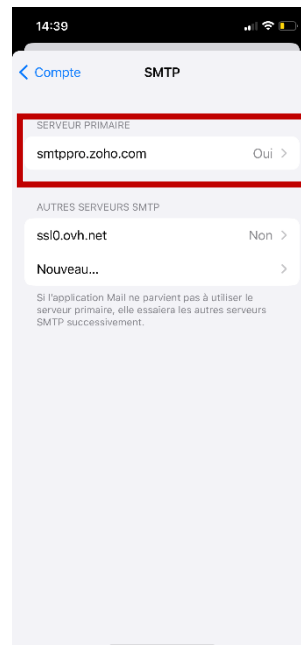 14:39
Compte
SMTP
SERVEUR PRIMAIRE
smtppro.zoho.com
Oui
AUTRES SERVEURS SMTP
ssl0.ovh.net
Non
Nouveau...
Si l'application Mail ne parvient pas à utiliser le
serveur primaire, elle essaiera les autres serveurs
SMTP successivement.